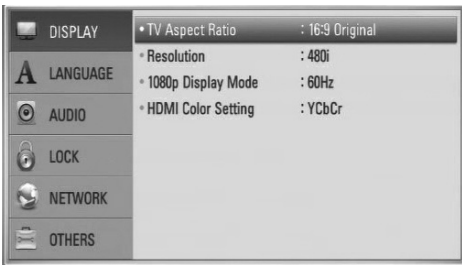 DISPLAY
LANGUAGE
AUDIO
LOCK
NETWORK
OTHERS
• TV Aspect Ratio : 16:9 Original
• Resolution : 480i
• 1080p Display Mode : 60Hz
• HDMI Color Setting : YCbCr